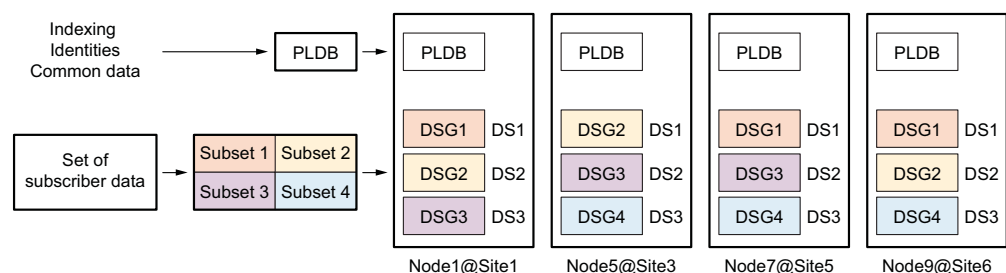 Indexing
Identities
Common data
PLDB
PLDB
PLDB
PLDB
PLDB
Set of
subscriber data
Subset 1 Subset 2
Subset 3 Subset 4
DSG1 DS1 DSG2 DS1 DSG1 DS1 DSG1 DS1
DSG2 DS2 DSG3 DS2 DSG3 DS2 DSG2 DS2
DSG3 DS3 DSG4 DS3 DSG4 DS3 DSG4 DS3
Node1@Site1 Node5@Site3 Node7@Site5 Node9@Site6